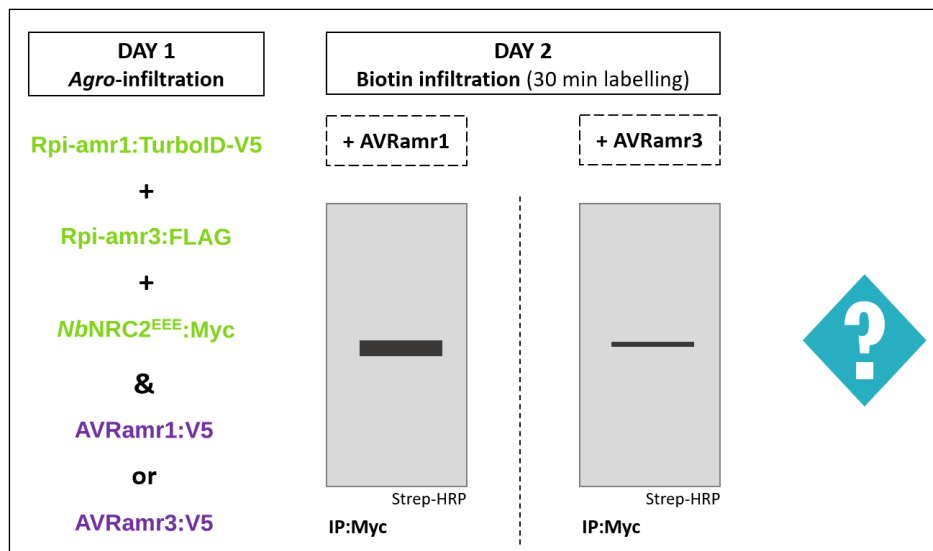 DAY 1
Agro-infiltration
Rpi-amr1:TurboID-V5
+
Rpi-amr3:FLAG
+
NbNRC2ᴱᴱᴱ:Myc
&
AVRamr1:V5
or
AVRamr3:V5
DAY 2
Biotin infiltration (30 min labelling)
+ AVRamr1
Strep-HRP
IP:Myc
+ AVRamr3
Strep-HRP
IP:Myc
?